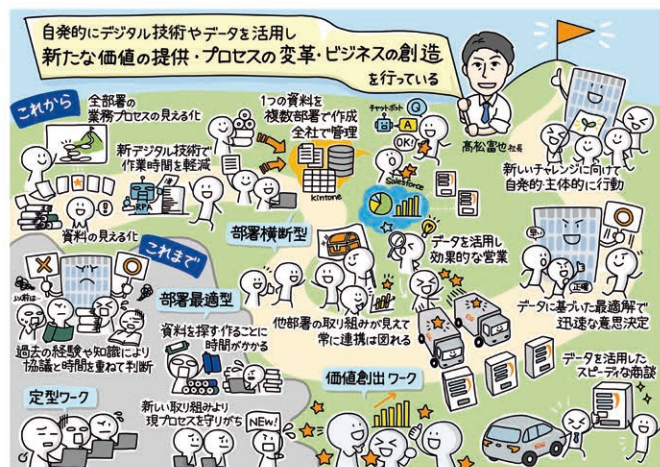 自発的にデジタル技術やデータを活用し
新たな価値の提供・プロセスの変革・ビジネスの創造
を行っている
髙松富也社長
これから
全部署の
業務プロセスの見える化
1つの資料を
複数部署で作成
全社で管理
チャットボット
Q
A
OK!
新デジタル技術で
作業時間を軽減
RPA
kintone
Salesforce
資料の見える化
部署横断型
新しいチャレンジに向けて
自発的・主体的に行動
データを活用し
効果的な営業
これまで
以前は…
過去の経験や知識により
協議と時間を重ねて判断
部署最適型
資料を探す作ることに
時間がかかる
他部署の取り組みが見えて
常に連携は図れる
早い
正確
データに基づいた最適解で
迅速な意思決定
定型ワーク
新しい取り組みより
現プロセスを守りがち
NEW!
価値創出ワーク
データを活用した
スピーディな商談